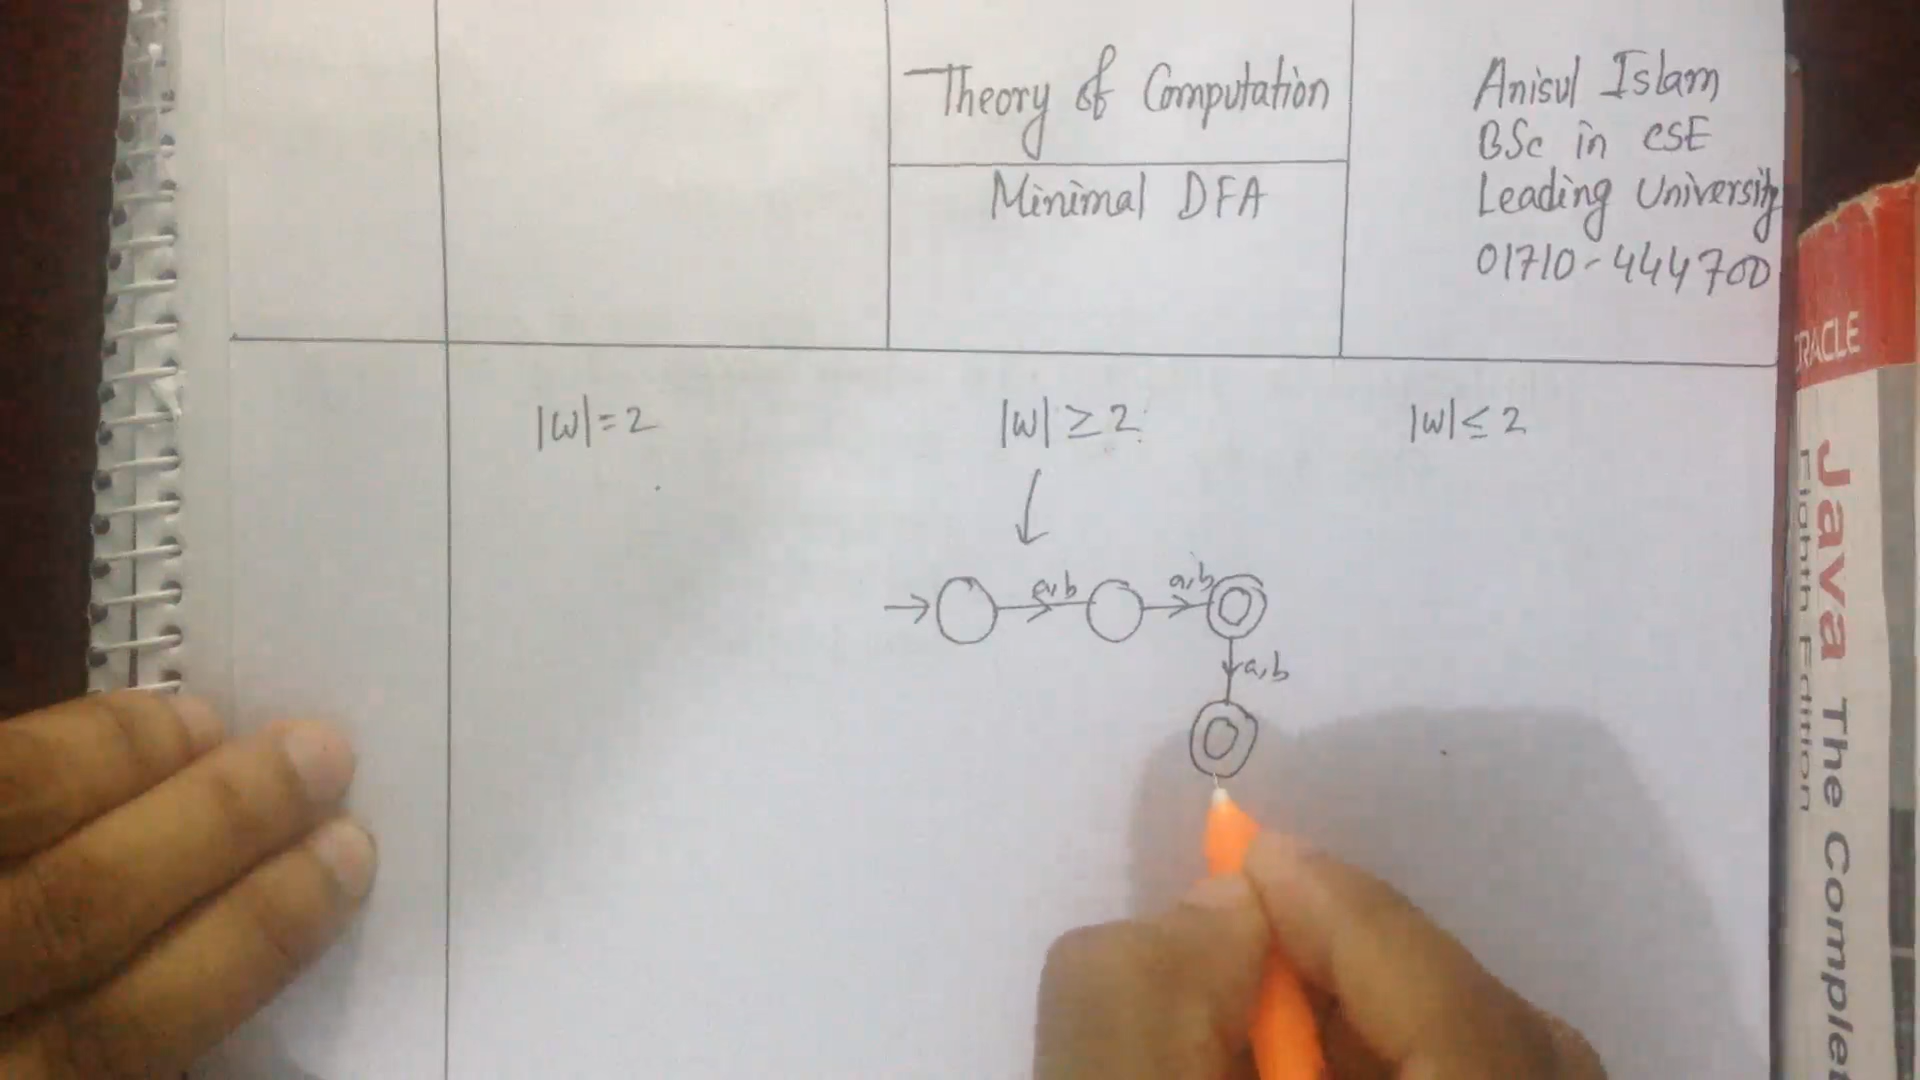 Theory of Computation
Minimal DFA
Anisul Islam
BSc in CSE
Leading University
01710-444700
|w|=2
|w| ≥ 2
|w| ≤ 2
a,b
a,b
a,b
ORACLE
Java The Complete
Eighth Edition